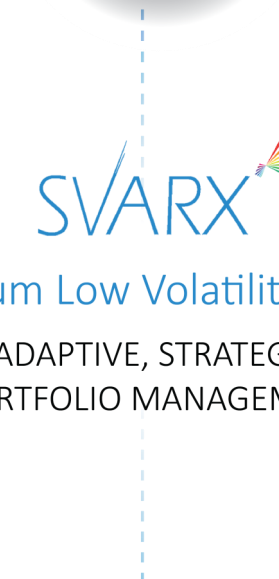 SVARX
um Low Volatilit
ADAPTIVE, STRATEG
RTFOLIO MANAGEM